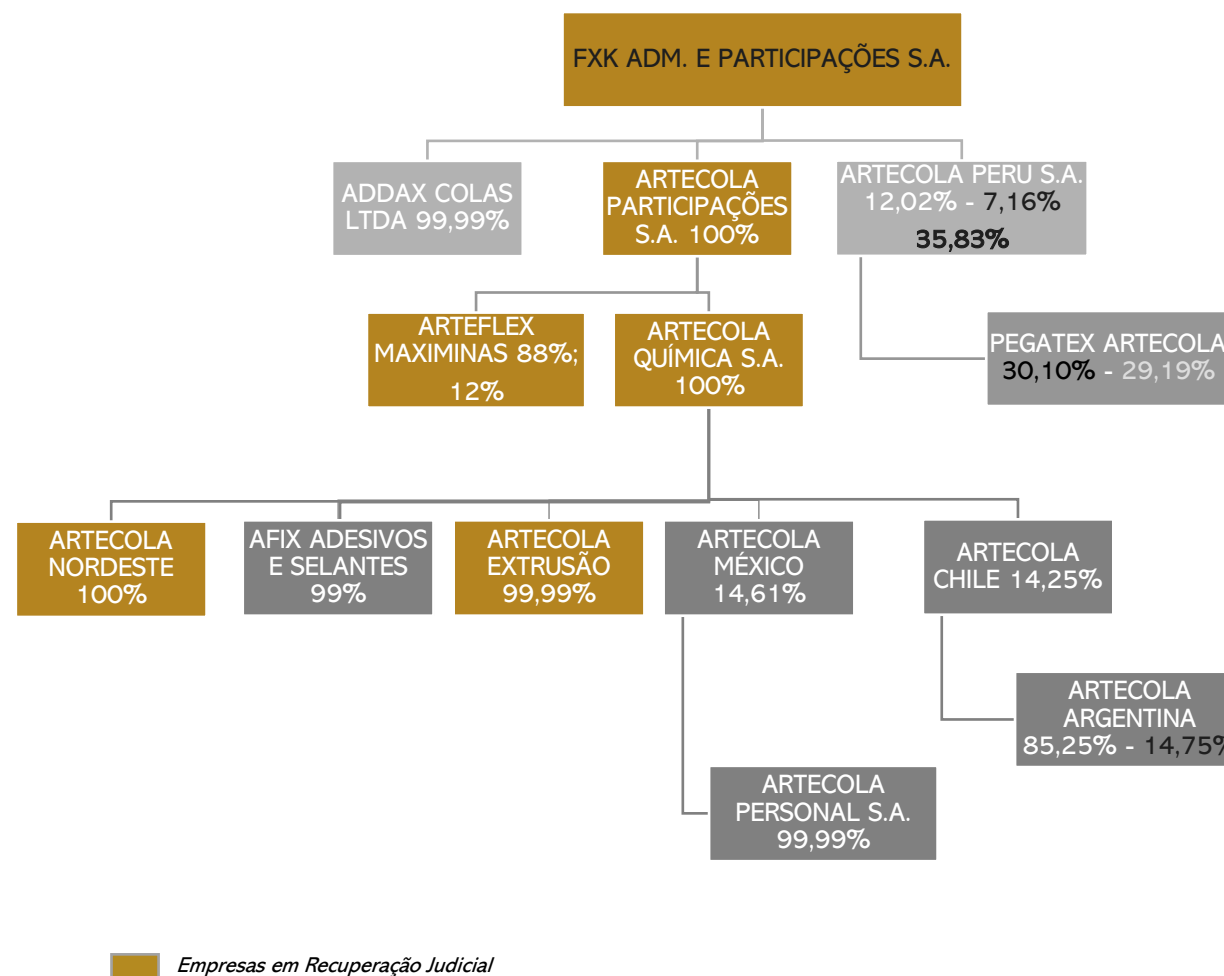 FXK ADM. E PARTICIPAÇÕES S.A.
ADDAX COLAS
LTDA 99,99%
ARTECOLA
PARTICIPAÇÕES
S.A. 100%
ARTECOLA PERU S.A.
12,02% - 7,16%
35,83%
ARTEFLEX
MAXIMINAS 88%;
12%
ARTECOLA
QUÍMICA S.A.
100%
PEGATEX ARTECOLA
30,10% - 29,19%
ARTECOLA
NORDESTE
100%
AFIX ADESIVOS
E SELANTES
99%
ARTECOLA
EXTRUSÃO
99,99%
ARTECOLA
MÉXICO
14,61%
ARTECOLA
CHILE 14,25%
ARTECOLA
ARGENTINA
85,25% - 14,75%
ARTECOLA
PERSONAL S.A.
99,99%
Empresas em Recuperação Judicial